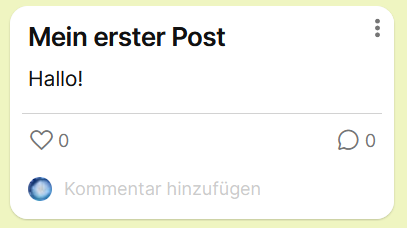 Mein erster Post
Hallo!
0 0
Kommentar hinzufügen